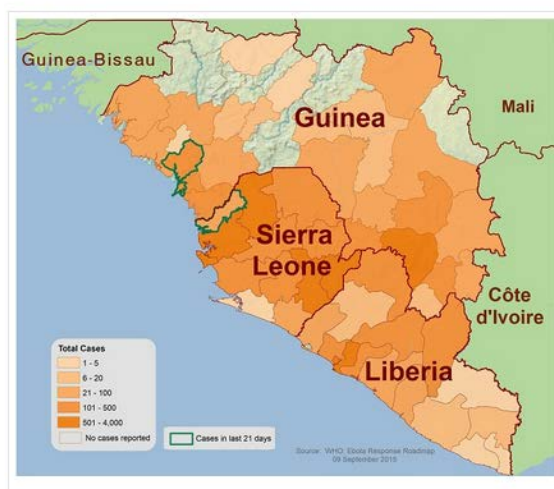 Guinea-Bissau
Guinea
Mali
Sierra
Leone
Côte
d'Ivoire
Liberia
Total Cases
1 - 5
6 - 20
21 - 100
101 - 500
501 - 4,000
No cases reported
Cases in last 21 days
Source: WHO: Ebola Response Roadmap
09 September 2015